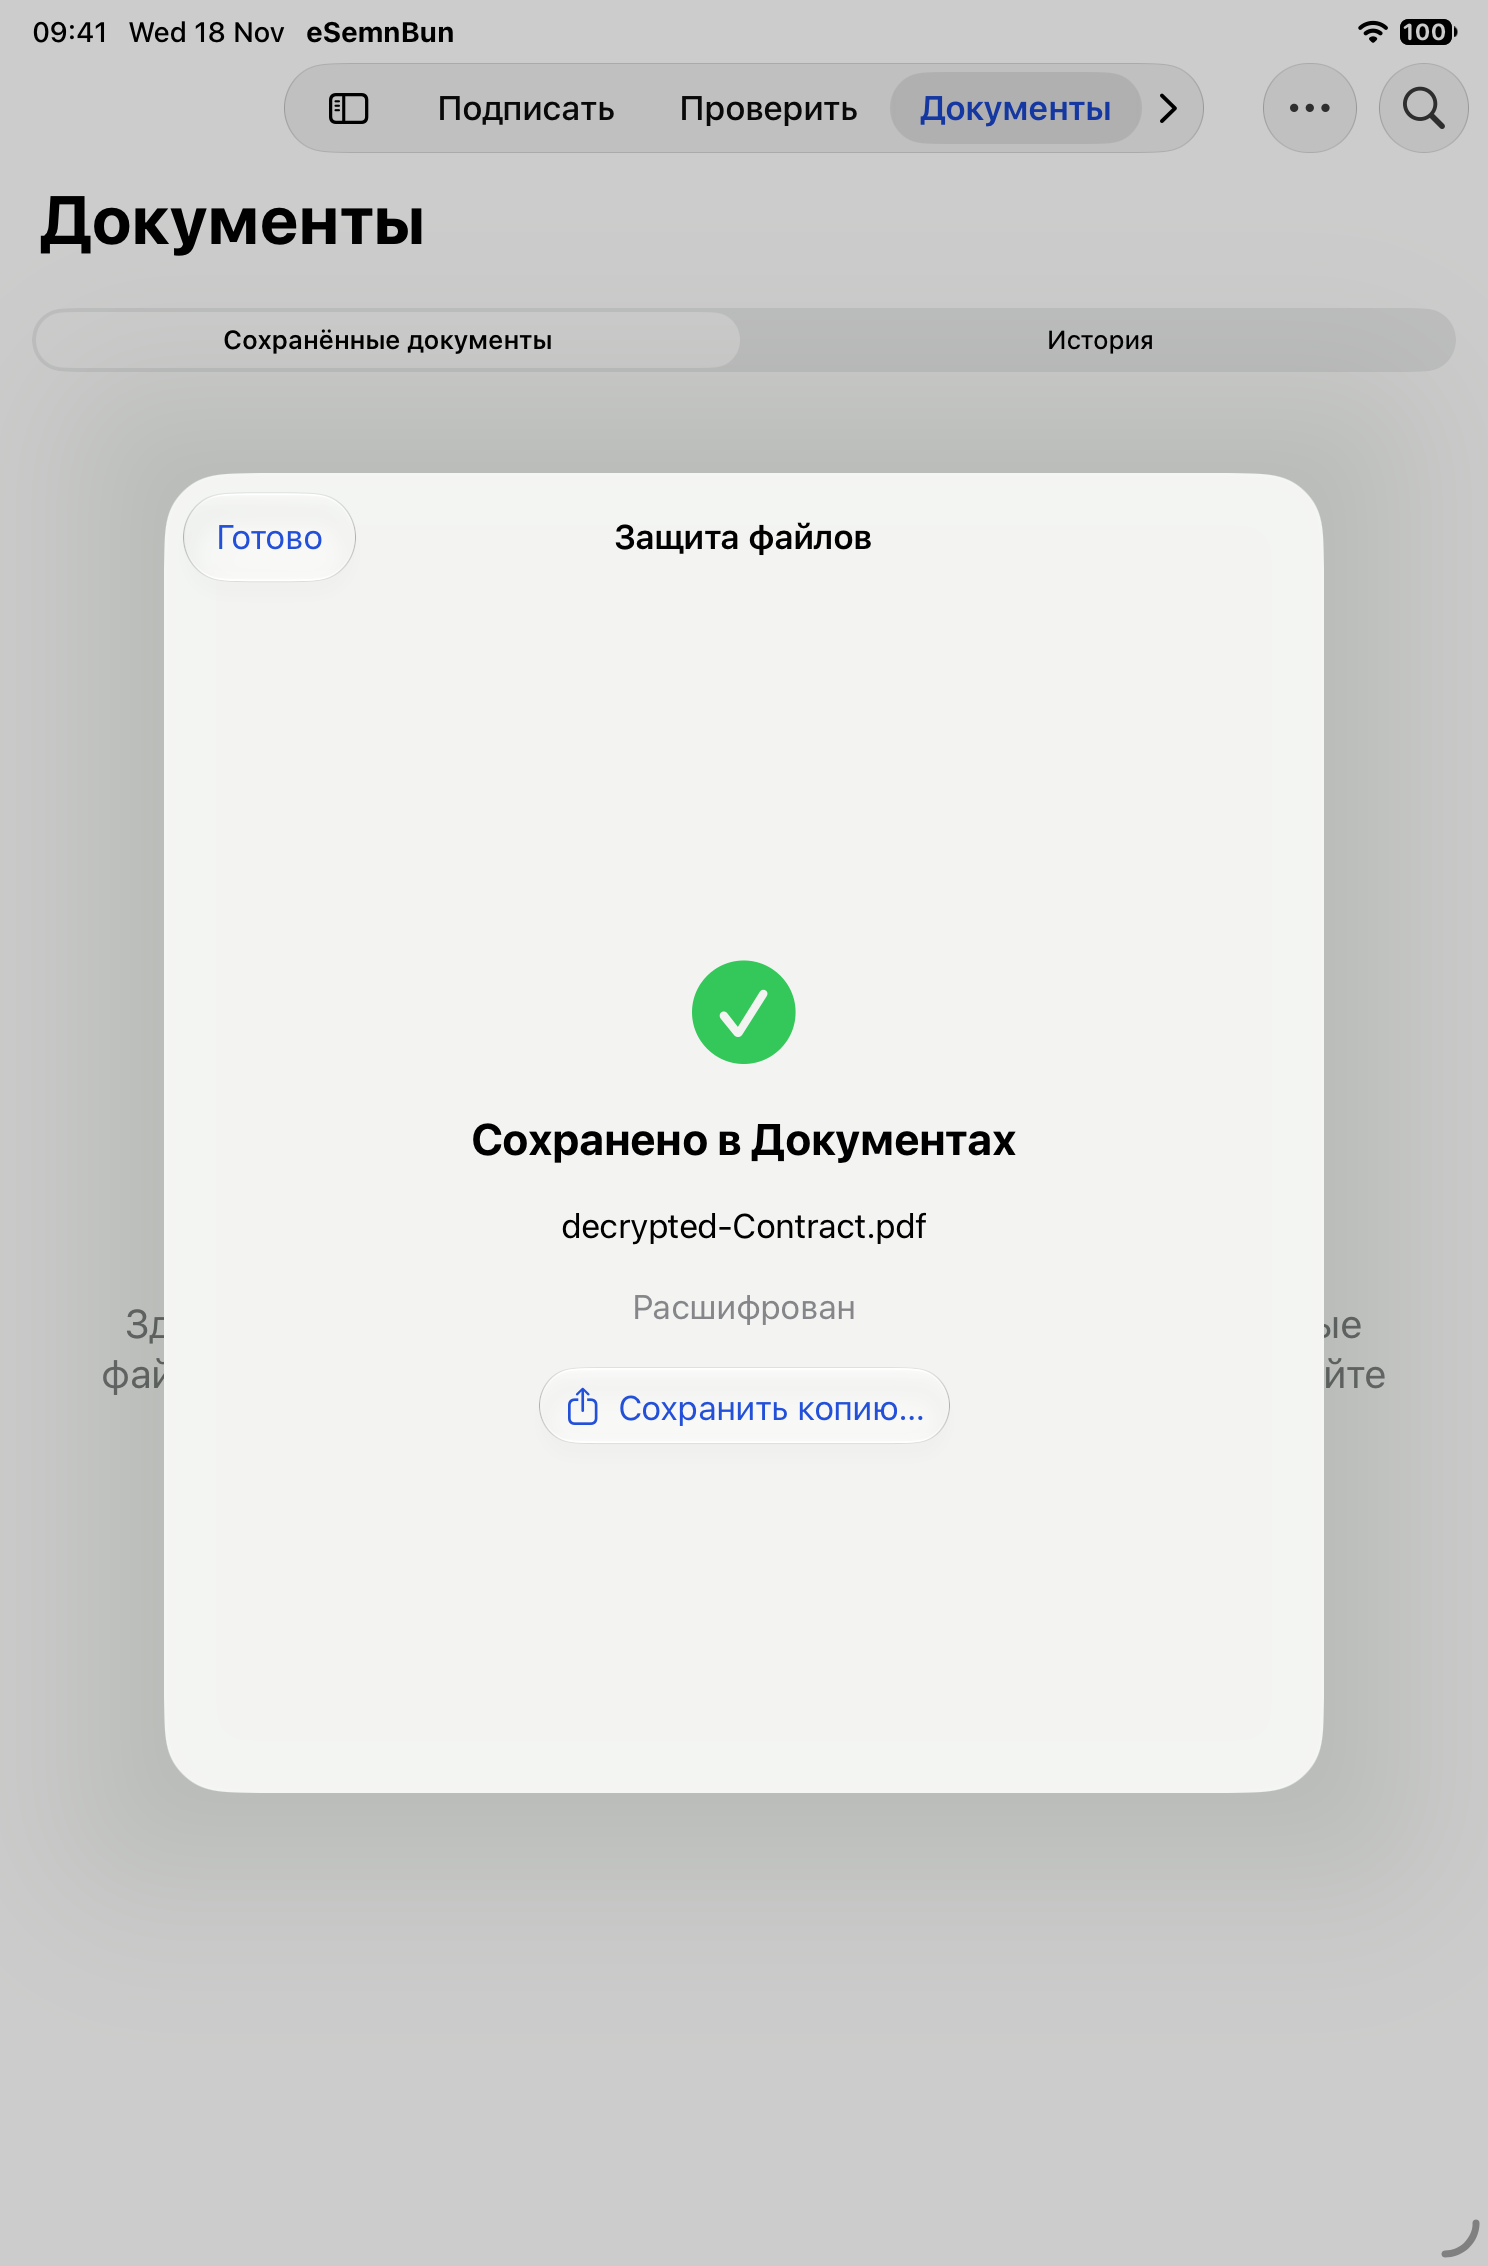 09:41 Wed 18 Nov eSemnBun 100
Подписать Проверить Документы
Документы
Сохранённые документы История
Готово Защита файлов
Сохранено в Документах
decrypted-Contract.pdf
Расшифрован
Сохранить копию...